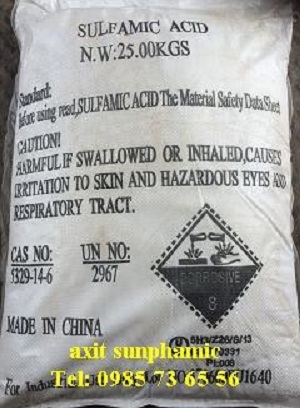 SULFAMIC ACID
N.W:25.00KGS
Standard:
Before using read,SULFAMIC ACID The Material Safety Data Sheet
CAUTION!
HARMFUL IF SWALLOWED OR INHALED,CAUSES
IRRITATION TO SKIN AND HAZARDOUS EYES AND
RESPIRATORY TRACT.
CAS NO: UN NO:
5329-14-6 2967
CORROSIVE
8
MADE IN CHINA
axit sunphamic
Tel: 0985 73 65 56
For